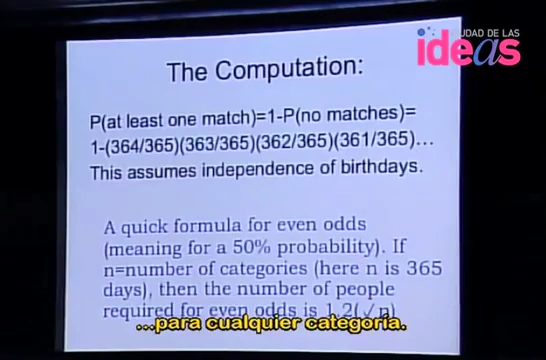 UDAD DE LAS
ideas
The Computation:
P(at least one match)=1-P(no matches)=
1-(364/365)(363/365)(362/365)(361/365)…
This assumes independence of birthdays.
A quick formula for even odds
(meaning for a 50% probability). If
n=number of categories (here n is 365
days), then the number of people
required for even odds is 1.2(√n)
...para cualquier categoría.